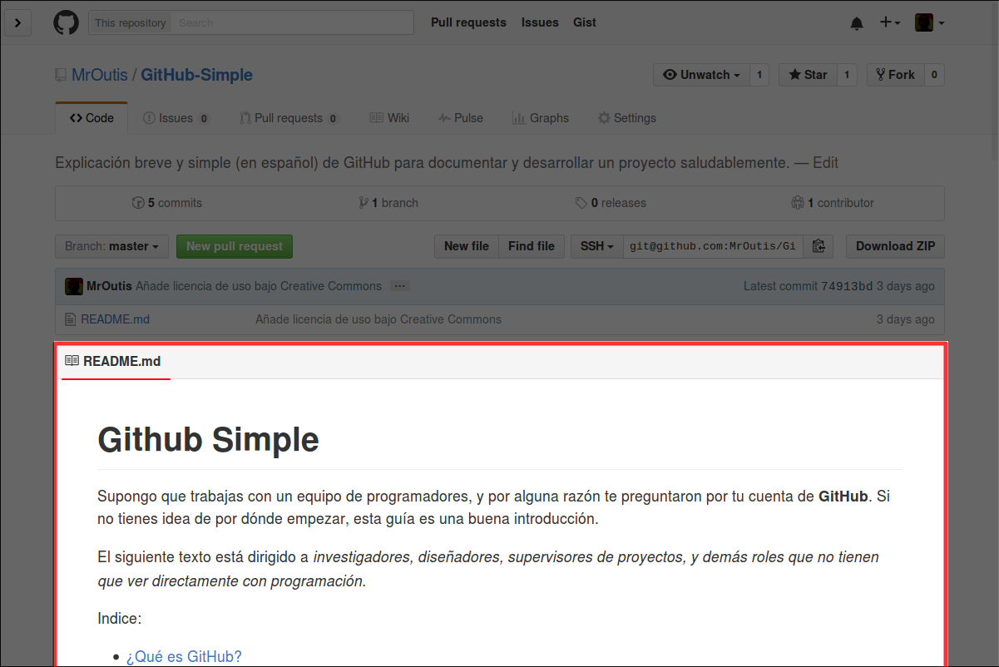 This repository Search Pull requests Issues Gist
MrOutis / GitHub-Simple Unwatch 1 Star 1 Fork 0
Code Issues 0 Pull requests 0 Wiki Pulse Graphs Settings
Explicación breve y simple (en español) de GitHub para documentar y desarrollar un proyecto saludablemente. — Edit
5 commits 1 branch 0 releases 1 contributor
Branch: master New pull request New file Find file SSH git@github.com:MrOutis/Gi Download ZIP
MrOutis Añade licencia de uso bajo Creative Commons ... Latest commit 74913bd 3 days ago
README.md Añade licencia de uso bajo Creative Commons 3 days ago
README.md
Github Simple
Supongo que trabajas con un equipo de programadores, y por alguna razón te preguntaron por tu cuenta de GitHub. Si
no tienes idea de por dónde empezar, esta guía es una buena introducción.
El siguiente texto está dirigido a investigadores, diseñadores, supervisores de proyectos, y demás roles que no tienen
que ver directamente con programación.
Indice:
• ¿Qué es GitHub?